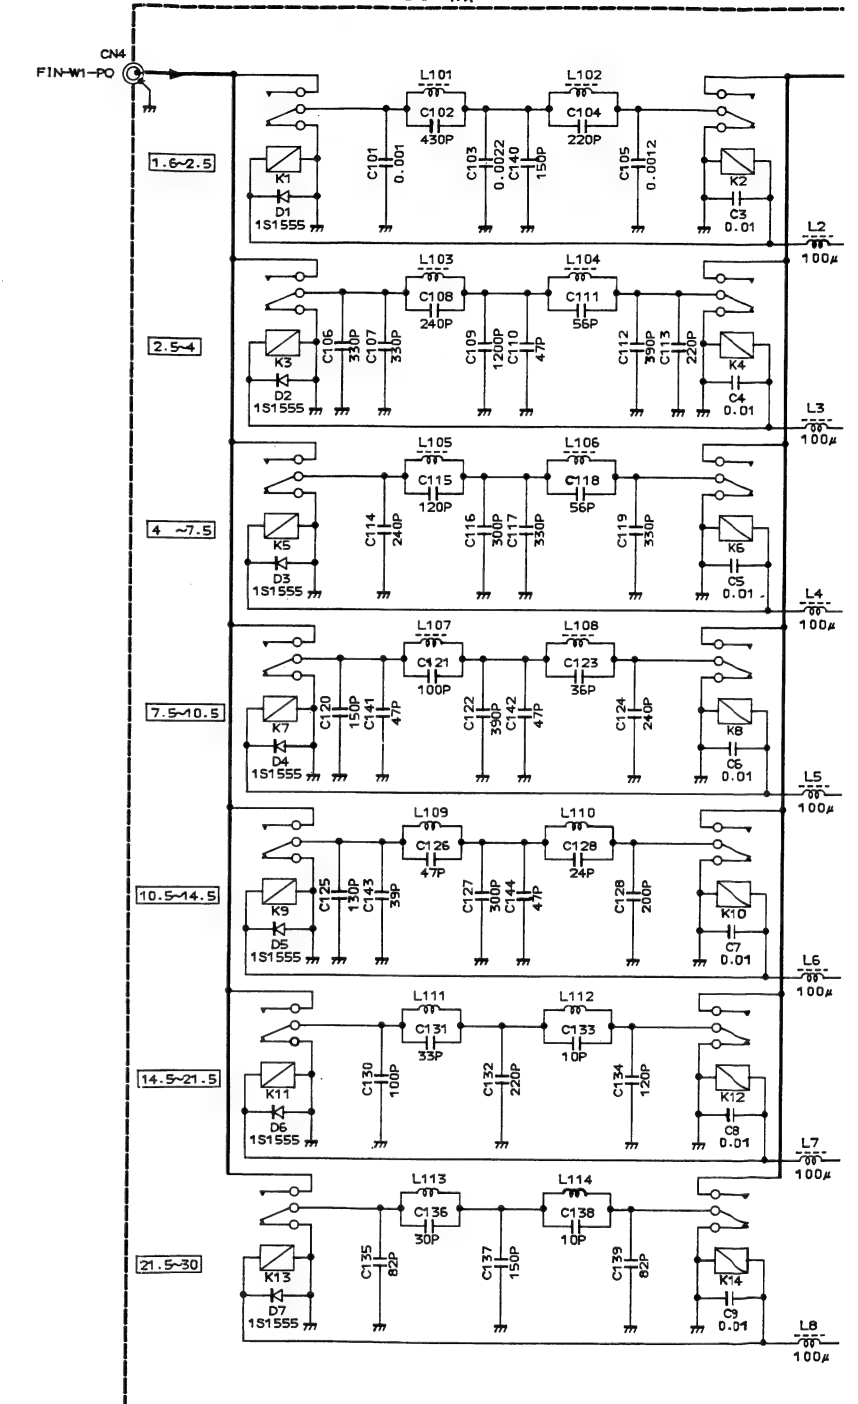 CN4
FIN-W1-PO
1.6~2.5
K1
D1
1S1555
C101
0.001
L101
C102
430P
C103
0.0022
C140
150P
L102
C104
220P
C105
0.0012
K2
C3
0.01
L2
100µ
2.5~4
K3
D2
1S1555
C106
330P
C107
330P
L103
C108
240P
C109
1200P
C110
47P
L104
C111
56P
C112
390P
C113
220P
K4
C4
0.01
L3
100µ
4 ~7.5
K5
D3
1S1555
C114
240P
L105
C115
120P
C116
300P
C117
330P
L106
C118
56P
C119
330P
K6
C5
0.01
L4
100µ
7.5~10.5
K7
D4
1S1555
C120
150P
C141
47P
L107
C121
100P
C122
390P
C142
47P
L108
C123
36P
C124
240P
K8
C6
0.01
L5
100µ
10.5~14.5
K9
D5
1S1555
C125
130P
C143
39P
L109
C126
47P
C127
300P
C144
47P
L110
C128
24P
C128
200P
K10
C7
0.01
L6
100µ
14.5~21.5
K11
D6
1S1555
C130
100P
L111
C131
33P
C132
220P
L112
C133
10P
C134
120P
K12
C8
0.01
L7
100µ
21.5~30
K13
D7
1S1555
C135
82P
L113
C136
30P
C137
150P
L114
C138
10P
C139
82P
K14
C9
0.01
L8
100µ